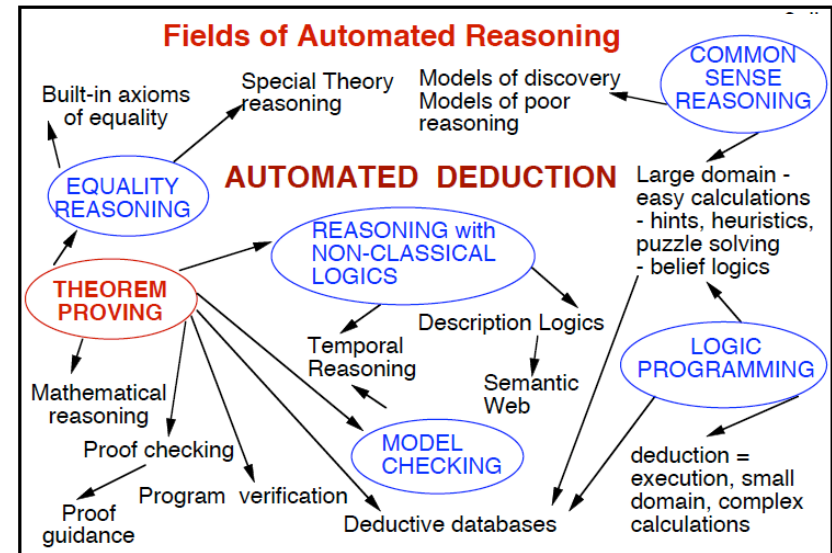 Fields of Automated Reasoning
COMMON
SENSE
REASONING
Special Theory
reasoning
Models of discovery
Models of poor
reasoning
Built-in axioms
of equality
EQUALITY
REASONING
AUTOMATED DEDUCTION
Large domain -
easy calculations
- hints, heuristics,
puzzle solving
- belief logics
REASONING with
NON-CLASSICAL
LOGICS
THEOREM
PROVING
Description Logics
Temporal
Reasoning
LOGIC
PROGRAMMING
Semantic
Web
Mathematical
reasoning
Proof checking
MODEL
CHECKING
deduction =
execution, small
domain, complex
calculations
Program verification
Proof
guidance
Deductive databases